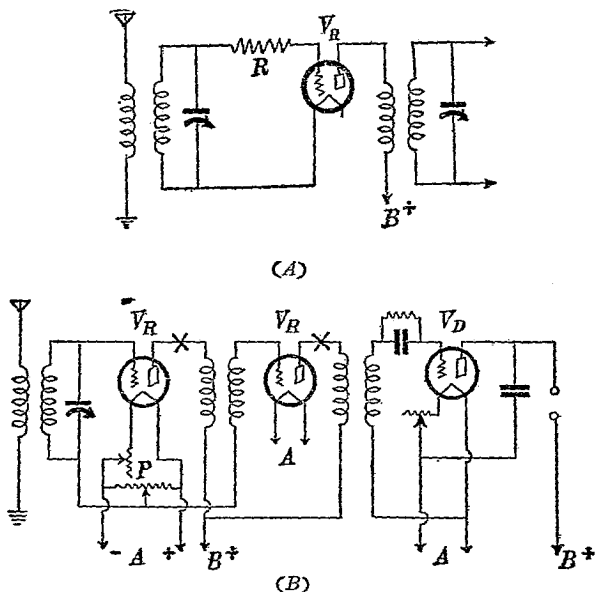 V_R
R
B+
(A)
V_R V_R V_D
P
A
- A + B+ A B+
(B)